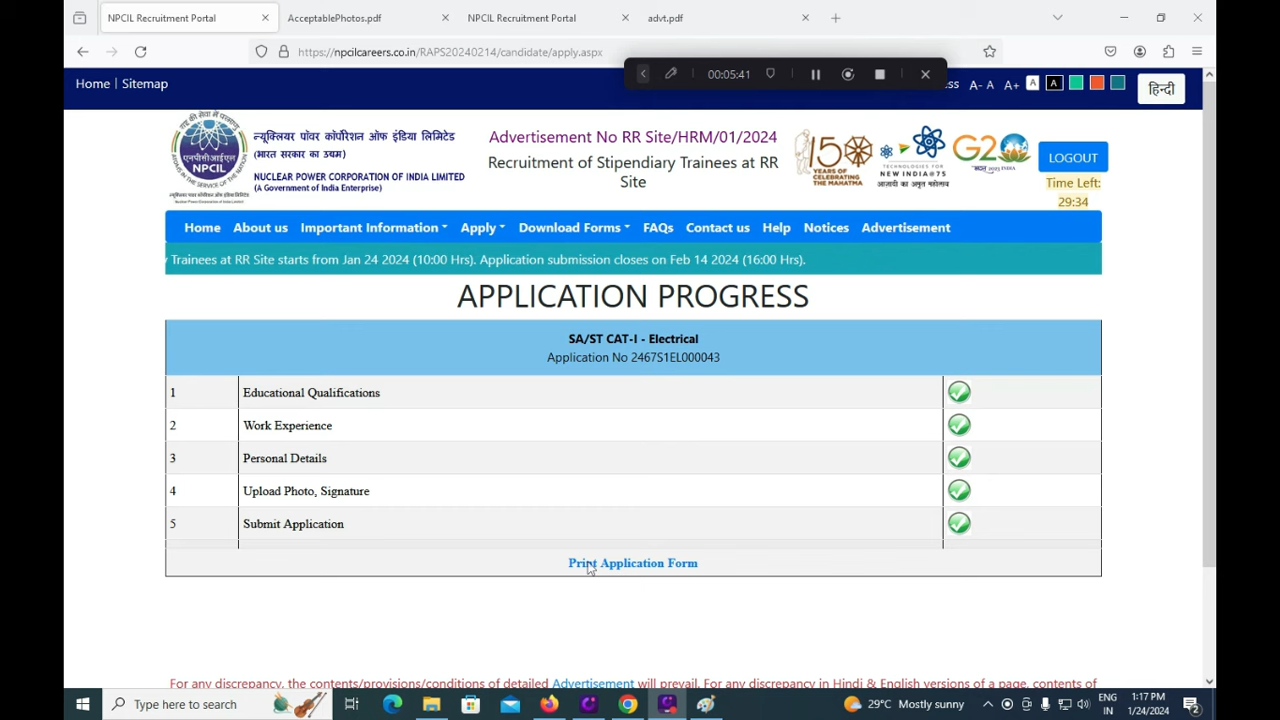 NPCIL Recruitment Portal
AcceptablePhotos.pdf
NPCIL Recruitment Portal
advt.pdf
https://npcilcareers.co.in/RAPS20240214/candidate/apply.aspx
00:05:41
Home | Sitemap
ss A- A A+ A A
हिन्दी
एनपीसीआईएल
NPCIL
न्यूक्लियर पॉवर कॉर्पोरेशन ऑफ इंडिया लिमिटेड
(भारत सरकार का उद्यम)
NUCLEAR POWER CORPORATION OF INDIA LIMITED
(A Government of India Enterprise)
Advertisement No RR Site/HRM/01/2024
Recruitment of Stipendiary Trainees at RR
Site
150
YEARS OF
CELEBRATING
THE MAHATMA
TECHNOLOGIES FOR
NEW INDIA@75
G20
LOGOUT
Time Left:
29:34
Home About us Important Information Apply Download Forms FAQs Contact us Help Notices Advertisement
Trainees at RR Site starts from Jan 24 2024 (10:00 Hrs). Application submission closes on Feb 14 2024 (16:00 Hrs).
APPLICATION PROGRESS
SA/ST CAT-I - Electrical
Application No 2467S1EL000043
1 Educational Qualifications
2 Work Experience
3 Personal Details
4 Upload Photo, Signature
5 Submit Application
Print Application Form
For any discrepancy, the contents/provisions/conditions of detailed Advertisement will prevail. For any discrepancy in Hindi & English versions of a page, contents of
Type here to search
29°C Mostly sunny
ENG
IN
1:17 PM
1/24/2024
2